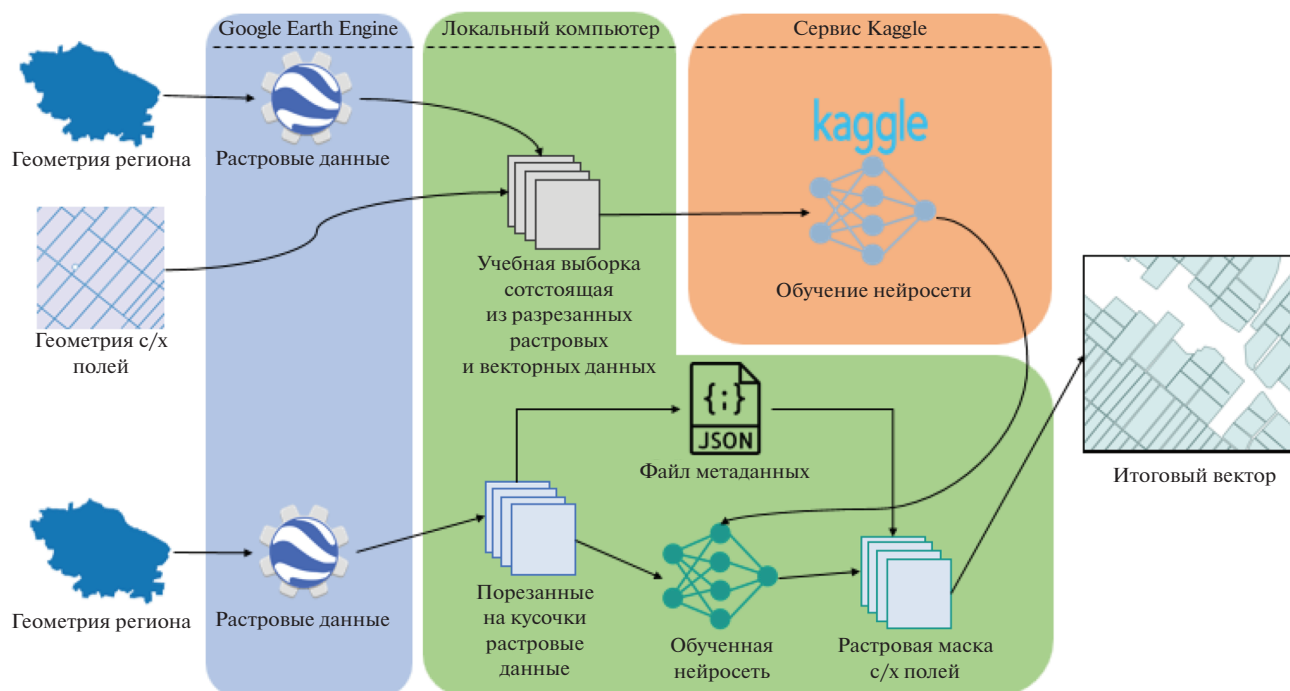 Google Earth Engine
Локальный компьютер
Сервис Kaggle
Геометрия региона
Растровые данные
kaggle
Геометрия с/х
полей
Учебная выборка
сотстоящая
из разрезанных
растровых
и векторных данных
Обучение нейросети
{;}
JSON
Файл метаданных
Итоговый вектор
Геометрия региона
Растровые данные
Порезанные
на кусочки
растровые
данные
Обученная
нейросеть
Растровая маска
с/х полей